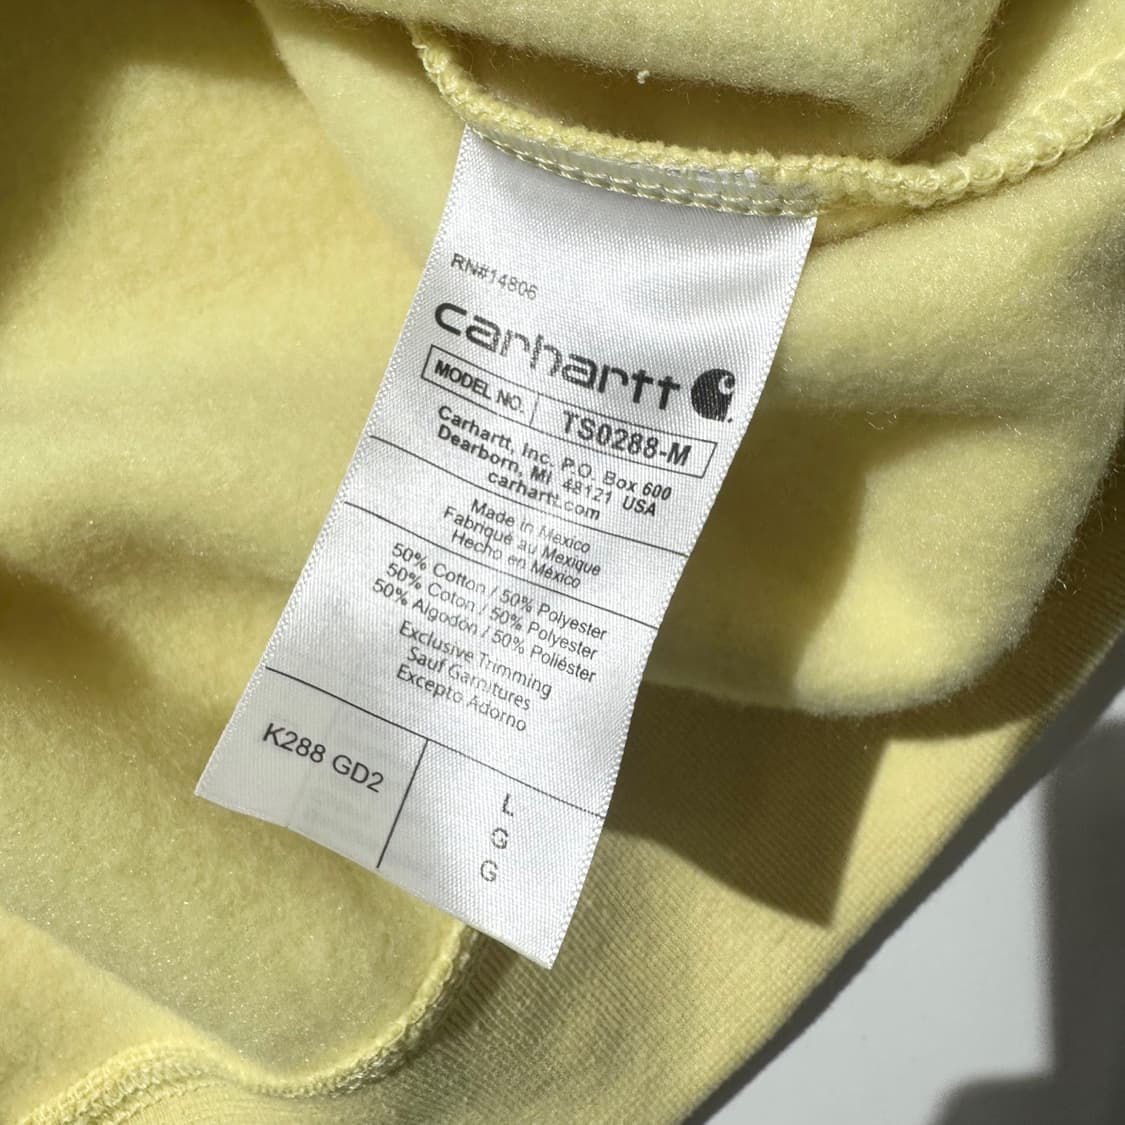 RN#14806
carhartt
MODEL NO. TS0288-M
Carhartt, Inc. P.O. Box 600
Dearborn, MI 48121 USA
carhartt.com
Made in Mexico
Fabriqué au Mexique
Hecho en México
50% Cotton / 50% Polyester
50% Coton / 50% Polyester
50% Algodón / 50% Poliéster
Exclusive Trimming
Sauf Garnitures
Excepto Adorno
K288 GD2
L
G
G